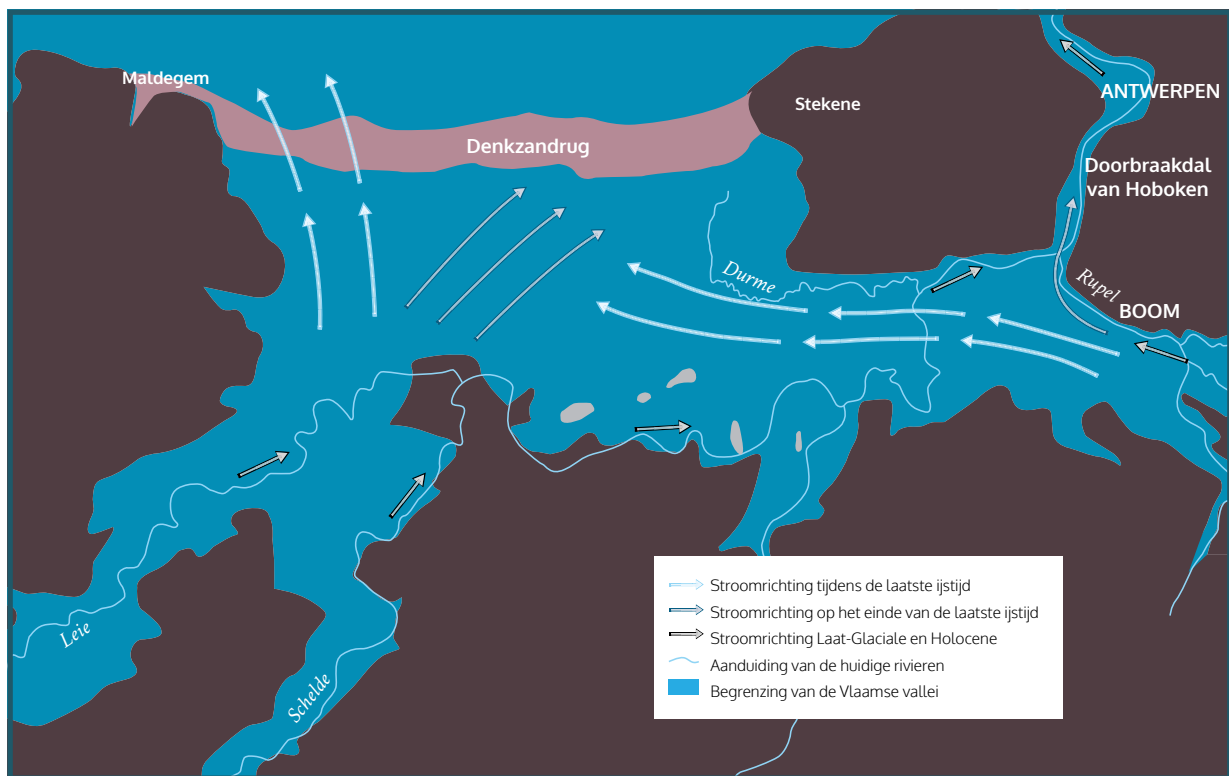 Maldegem
Stekene
ANTWERPEN
Denkzandrug
Doorbraakdal
van Hoboken
Durme
Rupel
BOOM
Leie
Schelde
Stroomrichting tijdens de laatste ijstijd
Stroomrichting op het einde van de laatste ijstijd
Stroomrichting Laat-Glaciale en Holocene
Aanduiding van de huidige rivieren
Begrenzing van de Vlaamse vallei